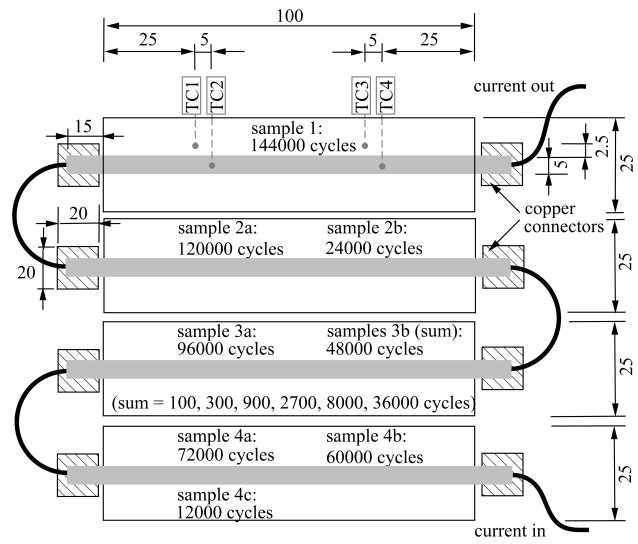 100
25 5 5 25
TC1 TC2 TC3 TC4
current out
sample 1:
144000 cycles
15
5
2.5
25
copper
connectors
20
20
sample 2a:
120000 cycles
sample 2b:
24000 cycles
25
sample 3a:
96000 cycles
samples 3b (sum):
48000 cycles
25
(sum = 100, 300, 900, 2700, 8000, 36000 cycles)
sample 4a:
72000 cycles
sample 4b:
60000 cycles
25
sample 4c:
12000 cycles
current in